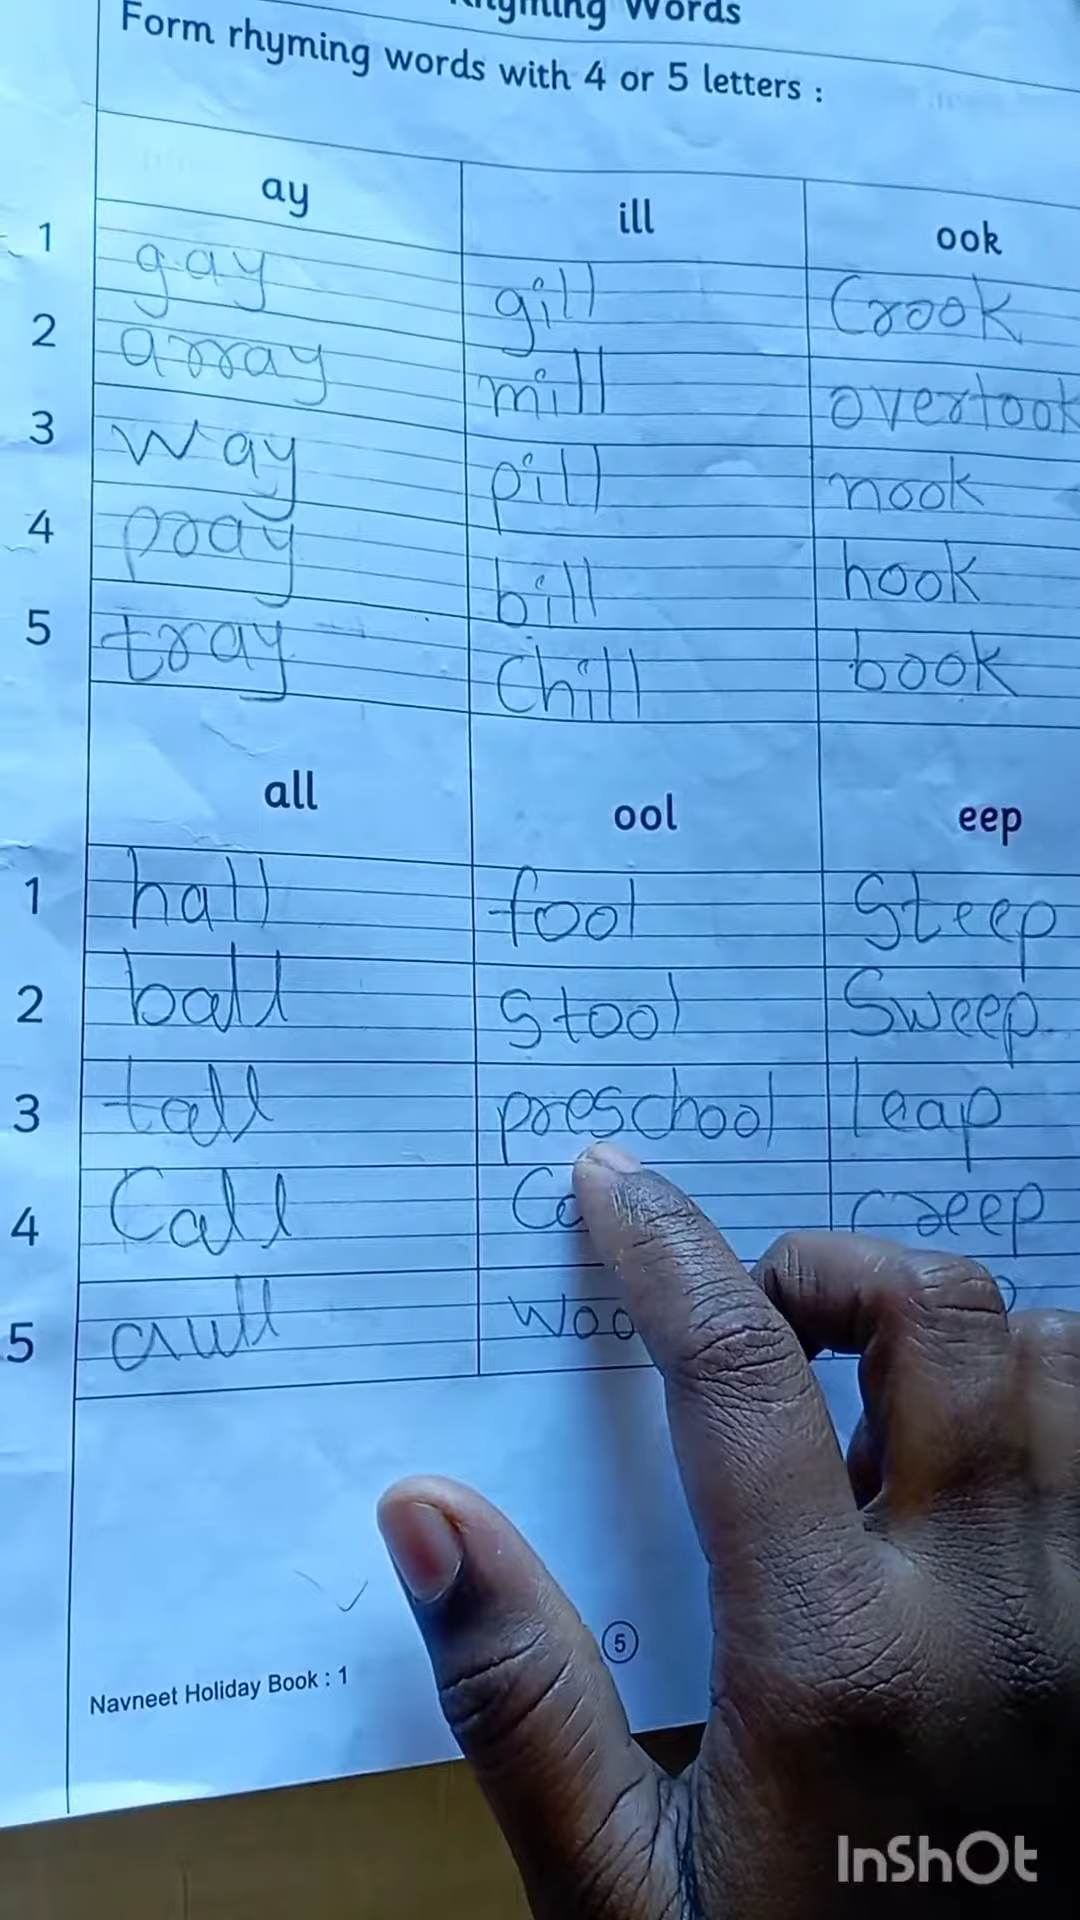 Rhyming Words
Form rhyming words with 4 or 5 letters :
ay ill ook
1 gay gill Crook
2 array mill overtook
3 way pill nook
4 pray bill hook
5 tray Chill book
all ool eep
1 hall fool Steep
2 ball Stool Sweep
3 tall preschool leap
4 Call creep
5
5
Navneet Holiday Book : 1
InShOt